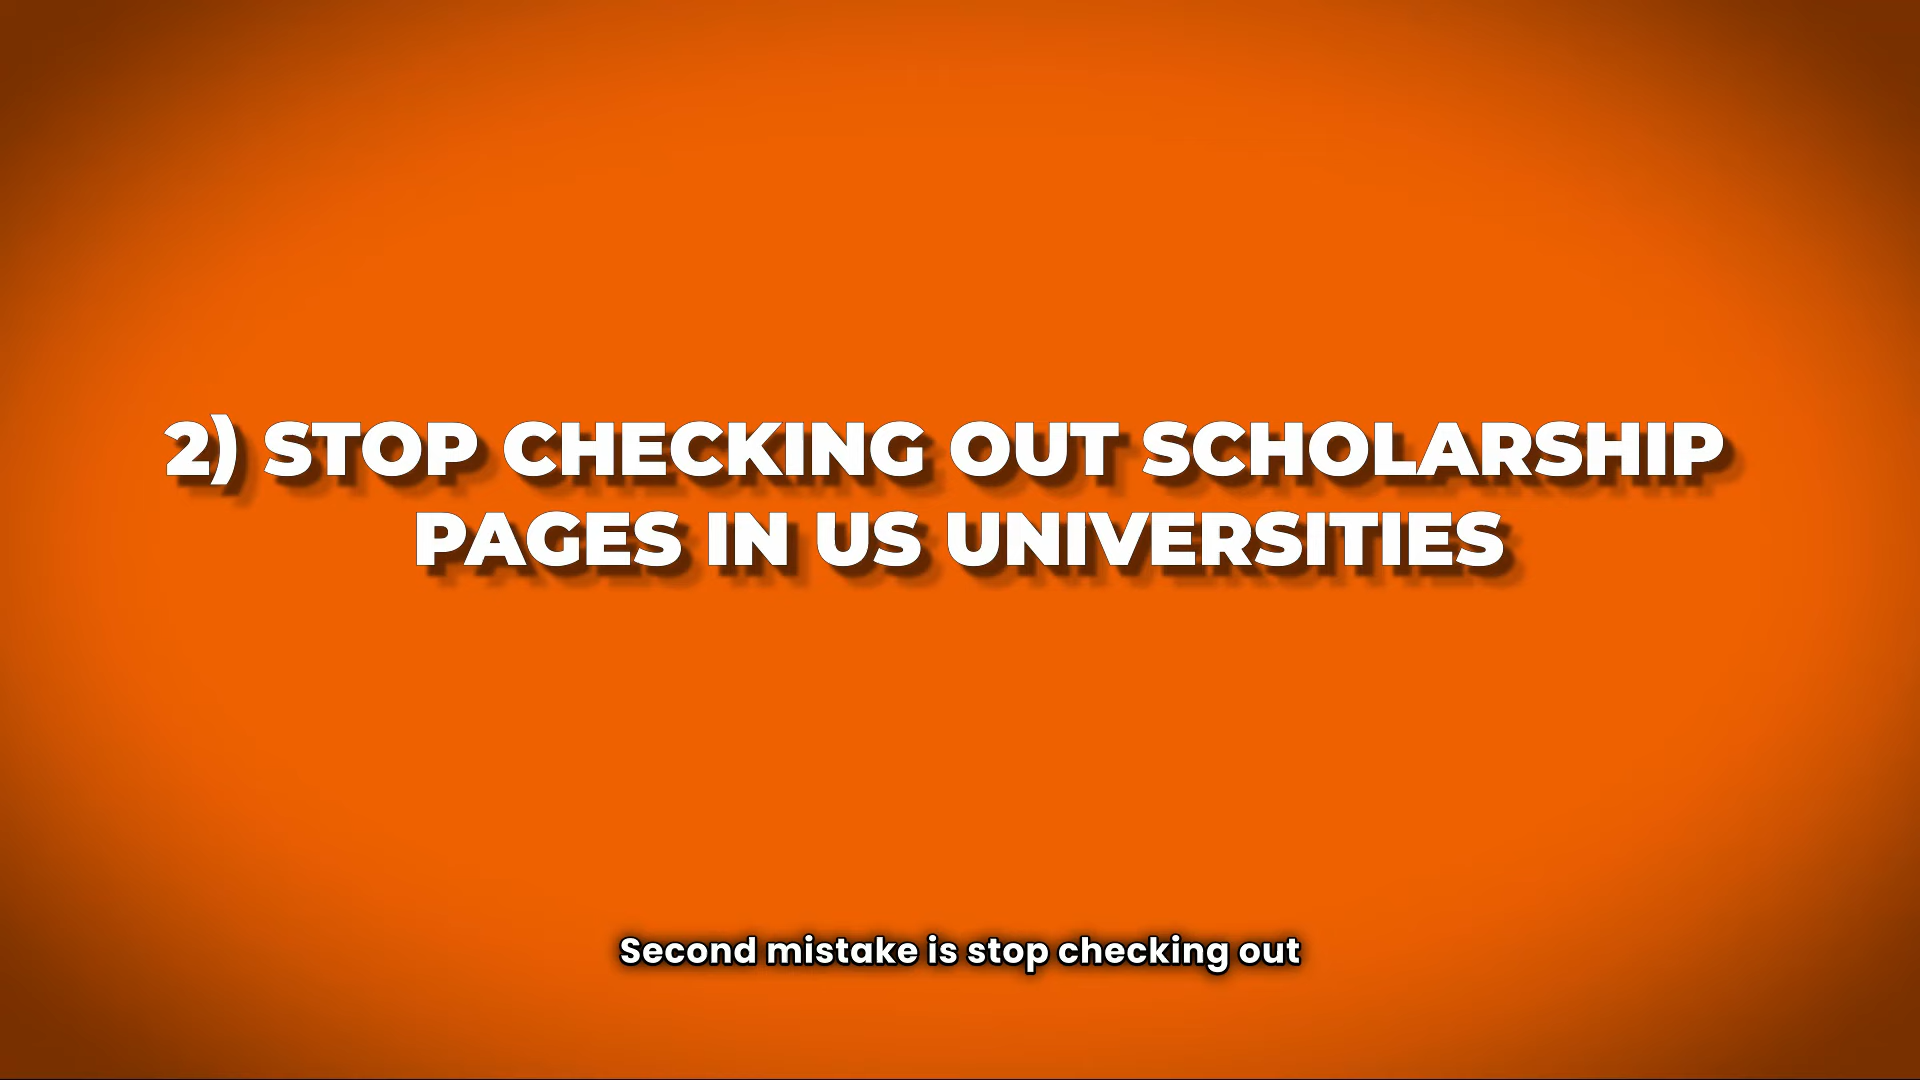 2) STOP CHECKING OUT SCHOLARSHIP
PAGES IN US UNIVERSITIES
Second mistake is stop checking out